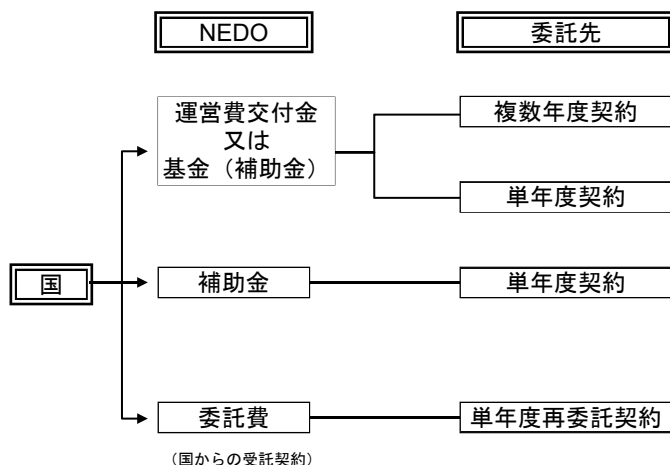 NEDO
委託先
運営費交付金
又は
基金（補助金）
複数年度契約
単年度契約
国
補助金
単年度契約
委託費
単年度再委託契約
（国からの受託契約）